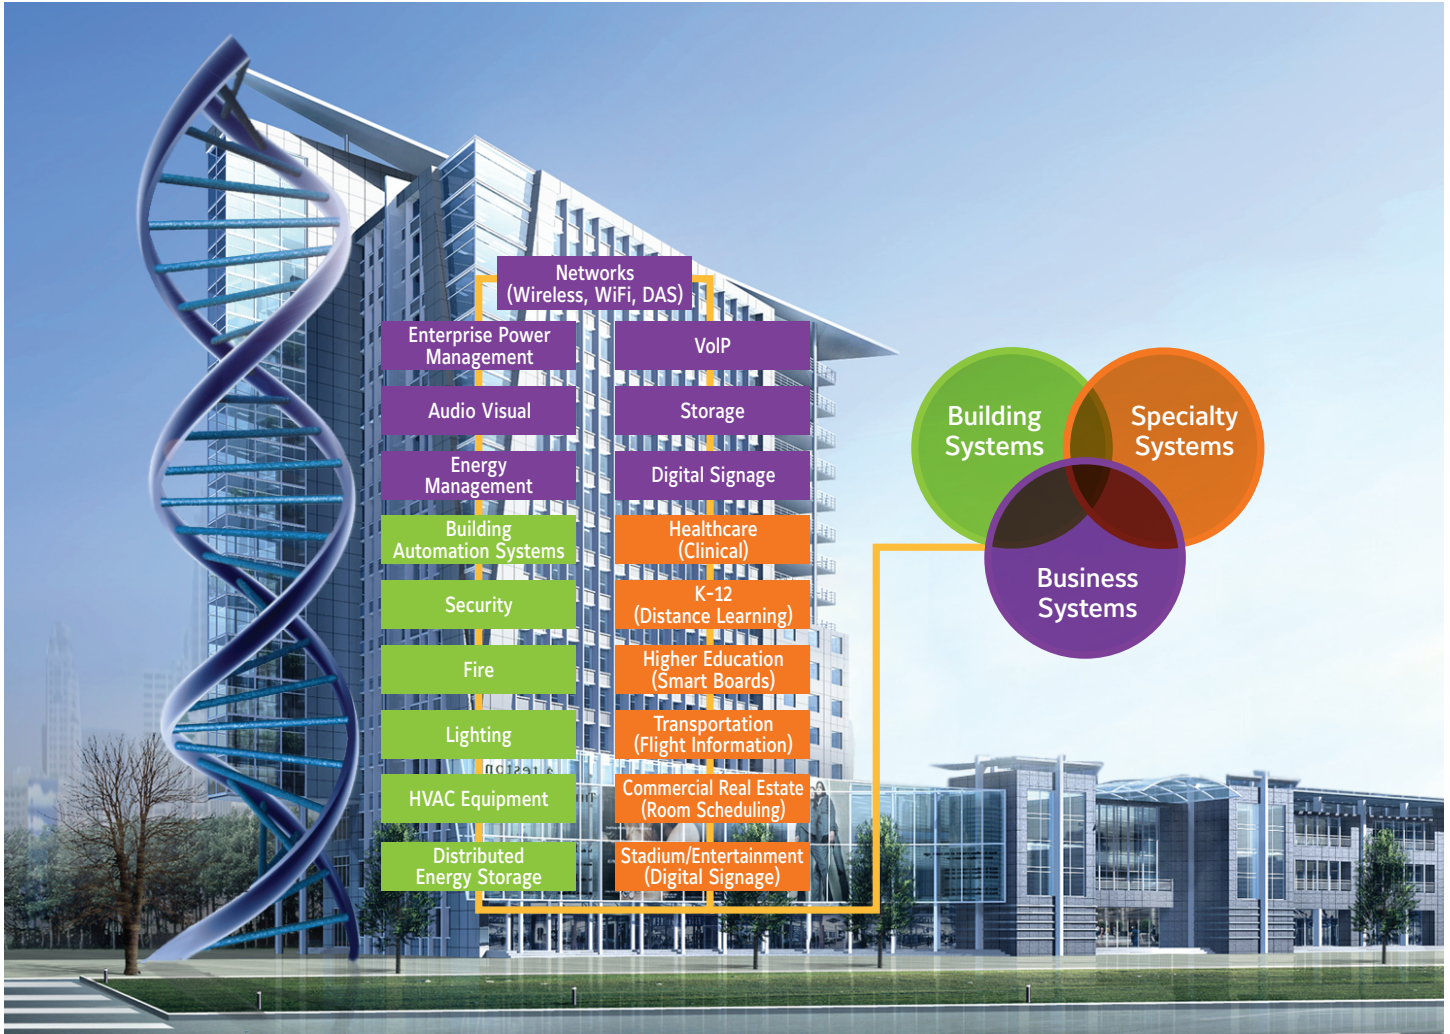 Networks
(Wireless, WiFi, DAS)
Enterprise Power
Management
VoIP
Audio Visual
Storage
Energy
Management
Digital Signage
Building
Automation Systems
Healthcare
(Clinical)
Security
K-12
(Distance Learning)
Fire
Higher Education
(Smart Boards)
Lighting
Transportation
(Flight Information)
HVAC Equipment
Commercial Real Estate
(Room Scheduling)
Distributed
Energy Storage
Stadium/Entertainment
(Digital Signage)
Building
Systems
Specialty
Systems
Business
Systems